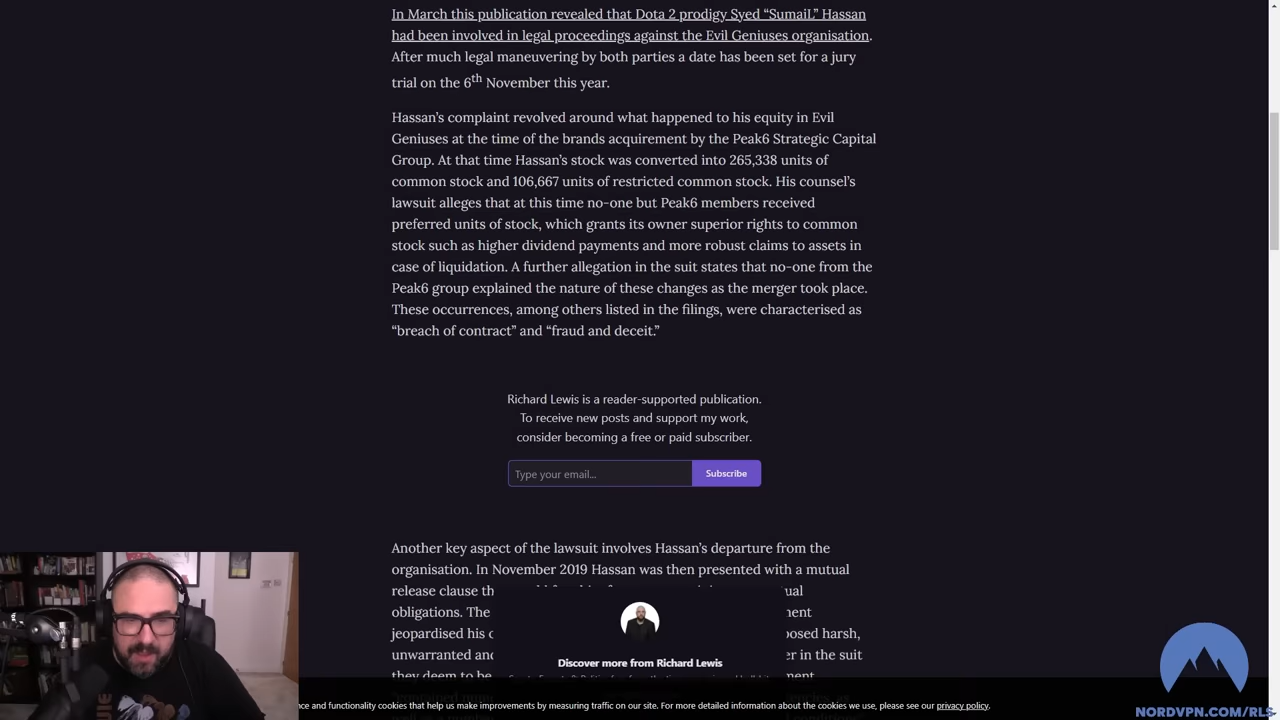 In March this publication revealed that Dota 2 prodigy Syed “SumaiL” Hassan
had been involved in legal proceedings against the Evil Geniuses organisation.
After much legal maneuvering by both parties a date has been set for a jury
trial on the 6th November this year.
Hassan’s complaint revolved around what happened to his equity in Evil
Geniuses at the time of the brands acquirement by the Peak6 Strategic Capital
Group. At that time Hassan’s stock was converted into 265,338 units of
common stock and 106,667 units of restricted common stock. His counsel’s
lawsuit alleges that at this time no-one but Peak6 members received
preferred units of stock, which grants its owner superior rights to common
stock such as higher dividend payments and more robust claims to assets in
case of liquidation. A further allegation in the suit states that no-one from the
Peak6 group explained the nature of these changes as the merger took place.
These occurrences, among others listed in the filings, were characterised as
“breach of contract” and “fraud and deceit.”
Richard Lewis is a reader-supported publication.
To receive new posts and support my work,
consider becoming a free or paid subscriber.
Type your email...
Subscribe
Another key aspect of the lawsuit involves Hassan’s departure from the
organisation. In November 2019 Hassan was then presented with a mutual
release clause
obligations. The
jeopardised his
unwarranted
they deem to be
Discover more from Richard Lewis
er in the suit
nce and functionality cookies that help us make improvements by measuring traffic on our site. For more detailed information about the cookies we use, please see our privacy policy.
NORDVPN.COM/RLS